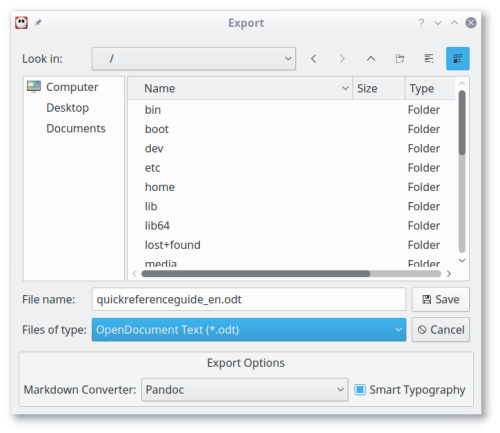 Export
Look in: /
Computer
Desktop
Documents
Name Size Type
bin Folder
boot Folder
dev Folder
etc Folder
home Folder
lib Folder
lib64 Folder
lost+found Folder
media Folder
File name: quickreferenceguide_en.odt Save
Files of type: OpenDocument Text (*.odt) Cancel
Export Options
Markdown Converter: Pandoc Smart Typography